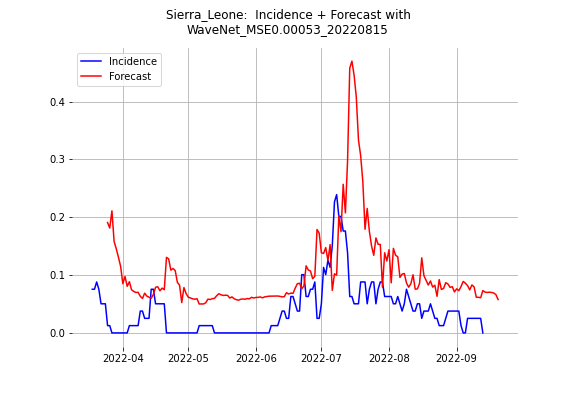 Sierra_Leone:  Incidence + Forecast with
WaveNet_MSE0.00053_20220815
Incidence
Forecast
0.4
0.3
0.2
0.1
0.0
2022-04 2022-05 2022-06 2022-07 2022-08 2022-09